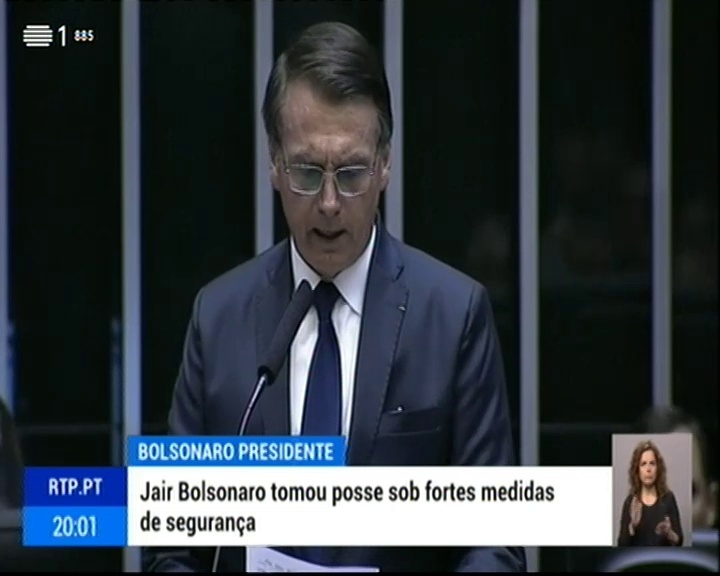 1 885
BOLSONARO PRESIDENTE
RTP.PT
Jair Bolsonaro tomou posse sob fortes medidas
de segurança
20:01